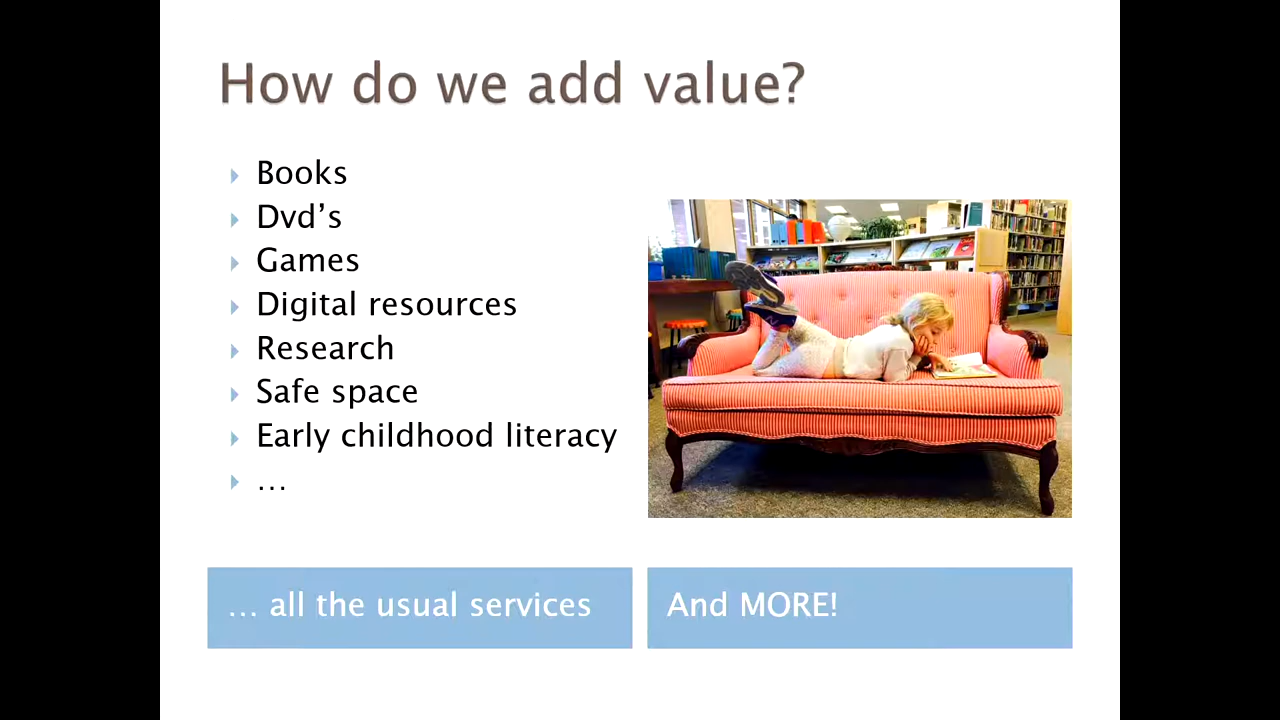 How do we add value?
Books
Dvd’s
Games
Digital resources
Research
Safe space
Early childhood literacy
…
… all the usual services
And MORE!